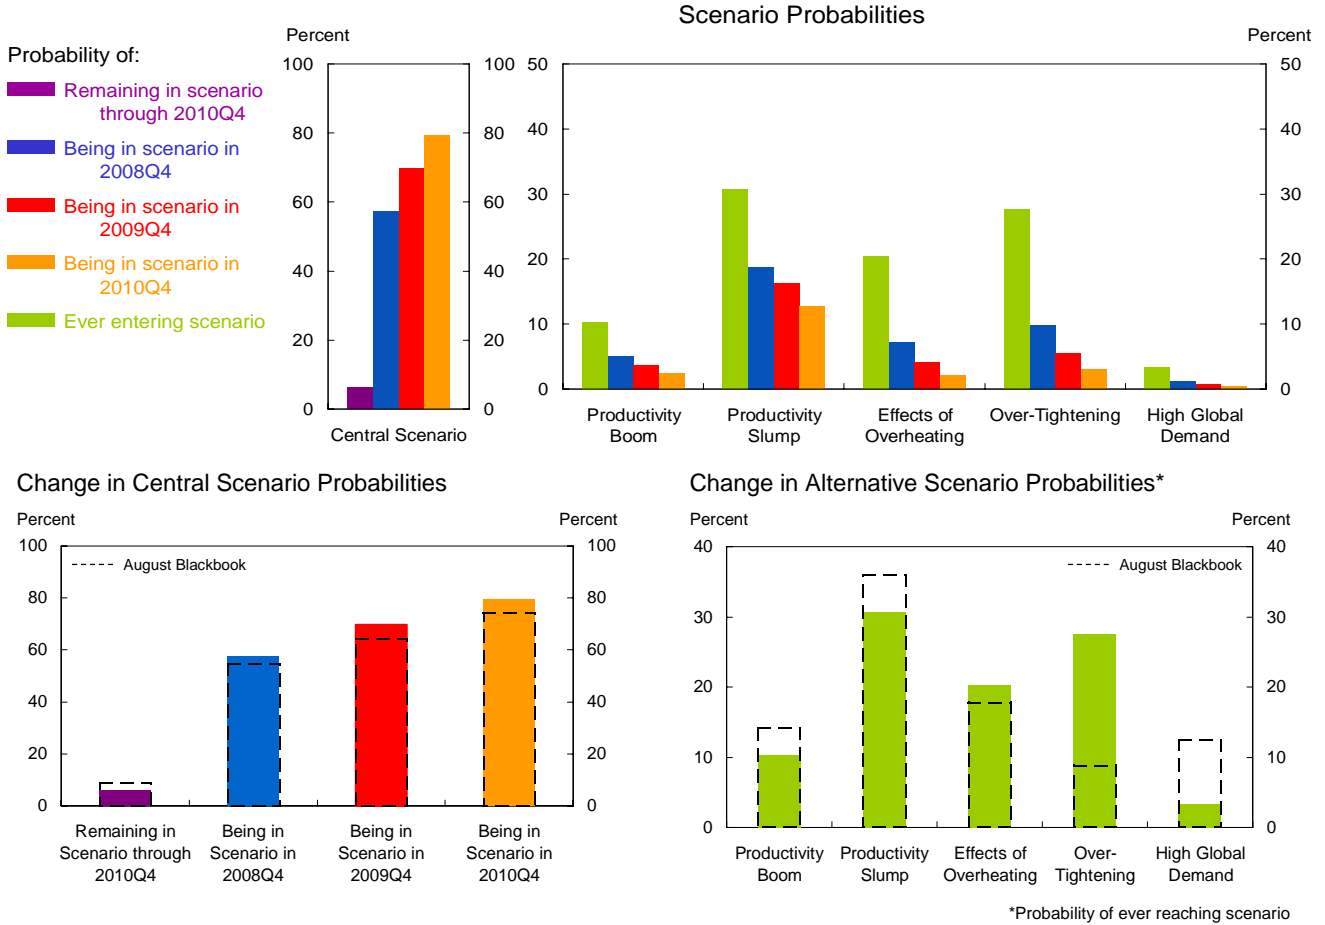 Scenario Probabilities
Probability of:
Remaining in scenario
through 2010Q4
Being in scenario in
2008Q4
Being in scenario in
2009Q4
Being in scenario in
2010Q4
Ever entering scenario
Percent
100
80
60
40
20
0
100
80
60
40
20
0
Central Scenario
Percent
50
40
30
20
10
0
50
40
30
20
10
0
Productivity
Boom
Productivity
Slump
Effects of
Overheating
Over-Tightening
High Global
Demand
Change in Central Scenario Probabilities
Percent
Percent
100
80
60
40
20
0
August Blackbook
100
80
60
40
20
0
Remaining in
Scenario through
2010Q4
Being in
Scenario in
2008Q4
Being in
Scenario in
2009Q4
Being in
Scenario in
2010Q4
Change in Alternative Scenario Probabilities*
Percent
Percent
40
30
20
10
0
August Blackbook
40
30
20
10
0
Productivity
Boom
Productivity
Slump
Effects of
Overheating
Over-
Tightening
High Global
Demand
*Probability of ever reaching scenario